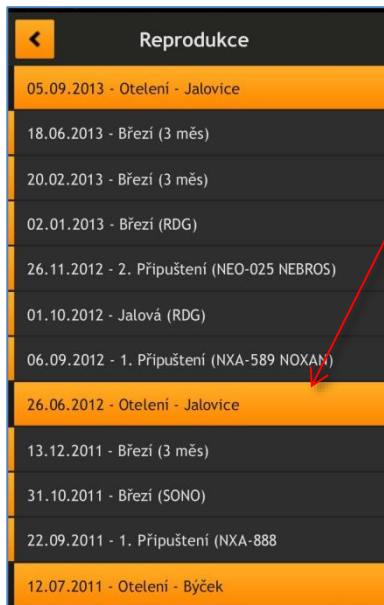 Reprodukce
05.09.2013 - Otelení - Jalovice
18.06.2013 - Březí (3 měs)
20.02.2013 - Březí (3 měs)
02.01.2013 - Březí (RDG)
26.11.2012 - 2. Připuštení (NEO-025 NEBROS)
01.10.2012 - Jalová (RDG)
06.09.2012 - 1. Připuštení (NXA-589 NOXAN)
26.06.2012 - Otelení - Jalovice
13.12.2011 - Březí (3 měs)
31.10.2011 - Březí (SONO)
22.09.2011 - 1. Připuštení (NXA-888
12.07.2011 - Otelení - Býček